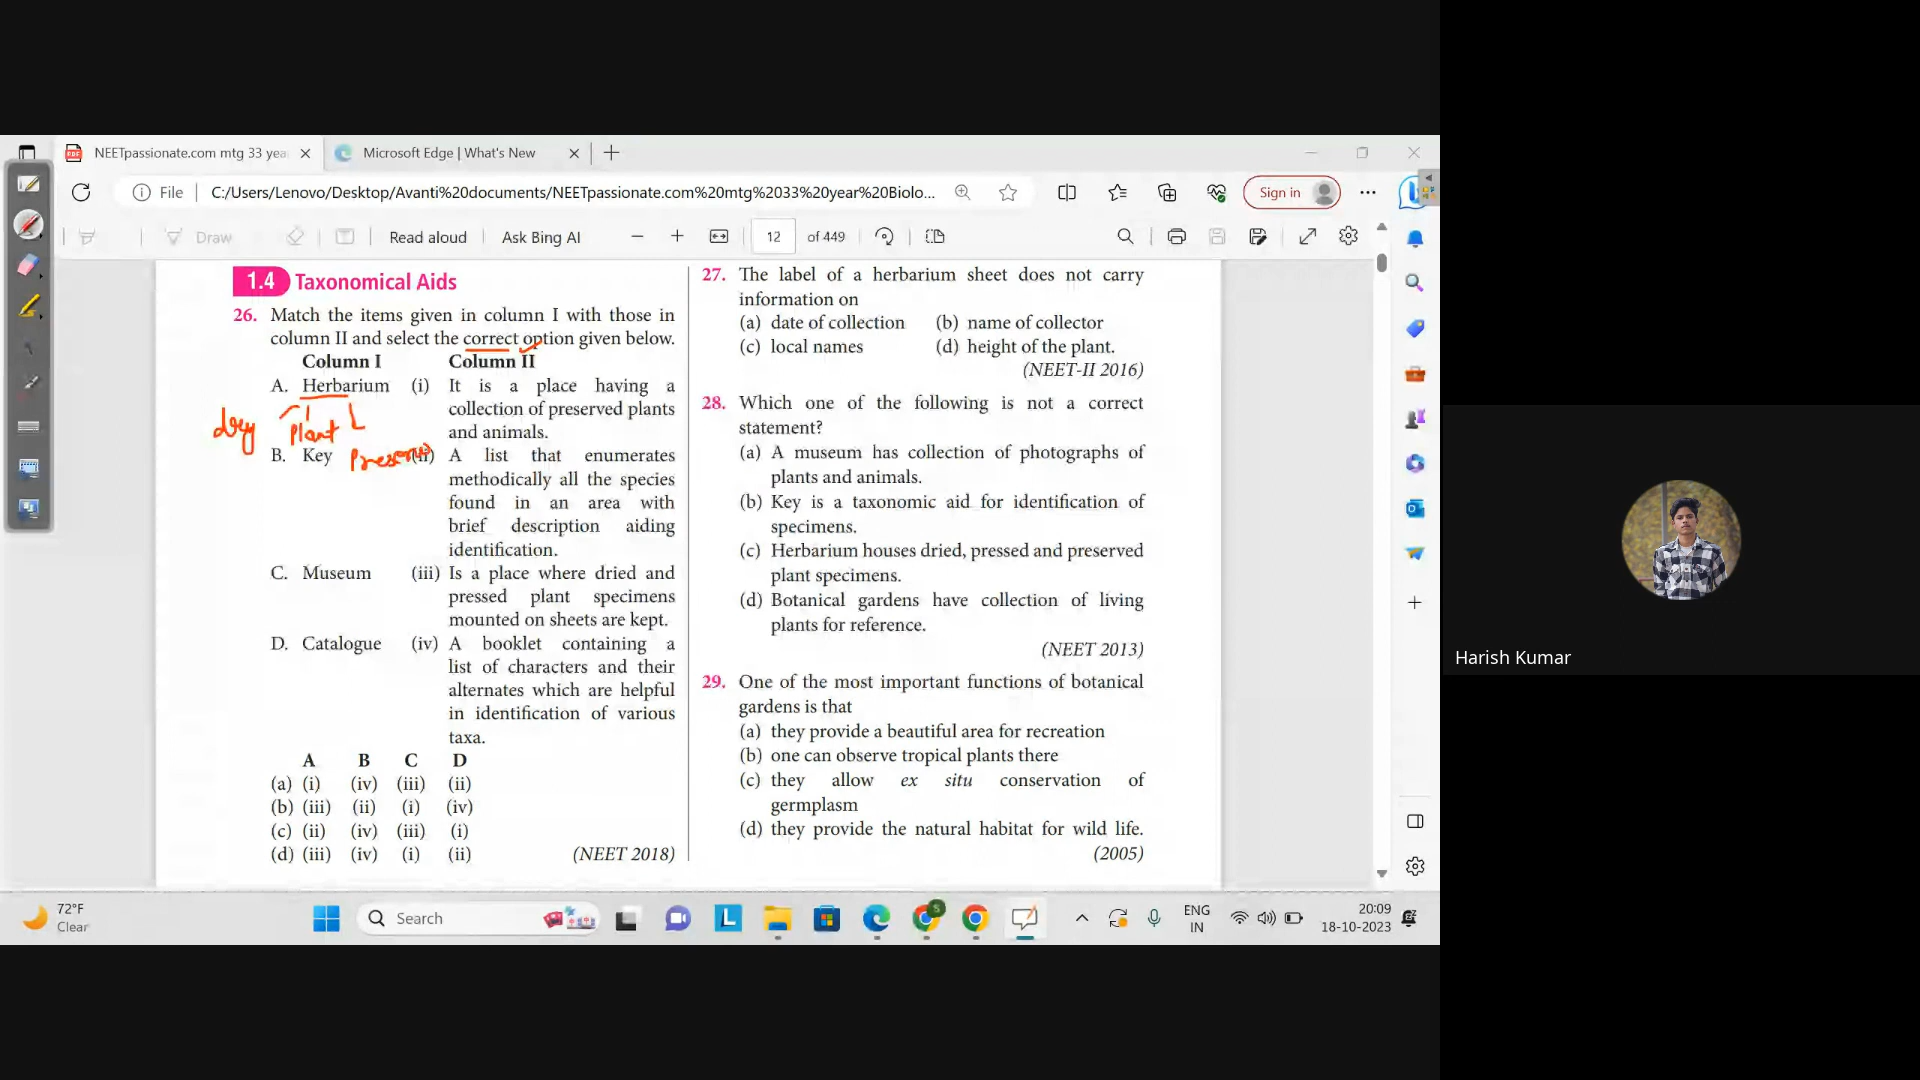 NEETpassionate.com mtg 33 yea
Microsoft Edge | What's New
File
C:/Users/Lenovo/Desktop/Avanti%20documents/NEETpassionate.com%20mtg%2033%20year%20Biolo...
Sign in
Draw
Read aloud
Ask Bing AI
12
of 449
1.4 Taxonomical Aids
26. Match the items given in column I with those in
column II and select the correct option given below.
Column I Column II
A. Herbarium (i) It is a place having a
collection of preserved plants
and animals.
dry
Plant
B. Key (ii) A list that enumerates
methodically all the species
found in an area with
brief description aiding
identification.
C. Museum (iii) Is a place where dried and
pressed plant specimens
mounted on sheets are kept.
D. Catalogue (iv) A booklet containing a
list of characters and their
alternates which are helpful
in identification of various
taxa.
A B C D
(a) (i) (iv) (iii) (ii)
(b) (iii) (ii) (i) (iv)
(c) (ii) (iv) (iii) (i)
(d) (iii) (iv) (i) (ii) (NEET 2018)
27. The label of a herbarium sheet does not carry
information on
(a) date of collection (b) name of collector
(c) local names (d) height of the plant.
(NEET-II 2016)
28. Which one of the following is not a correct
statement?
(a) A museum has collection of photographs of
plants and animals.
(b) Key is a taxonomic aid for identification of
specimens.
(c) Herbarium houses dried, pressed and preserved
plant specimens.
(d) Botanical gardens have collection of living
plants for reference.
(NEET 2013)
29. One of the most important functions of botanical
gardens is that
(a) they provide a beautiful area for recreation
(b) one can observe tropical plants there
(c) they allow ex situ conservation of
germplasm
(d) they provide the natural habitat for wild life.
(2005)
Harish Kumar
72°F
Clear
Search
ENG
IN
20:09
18-10-2023